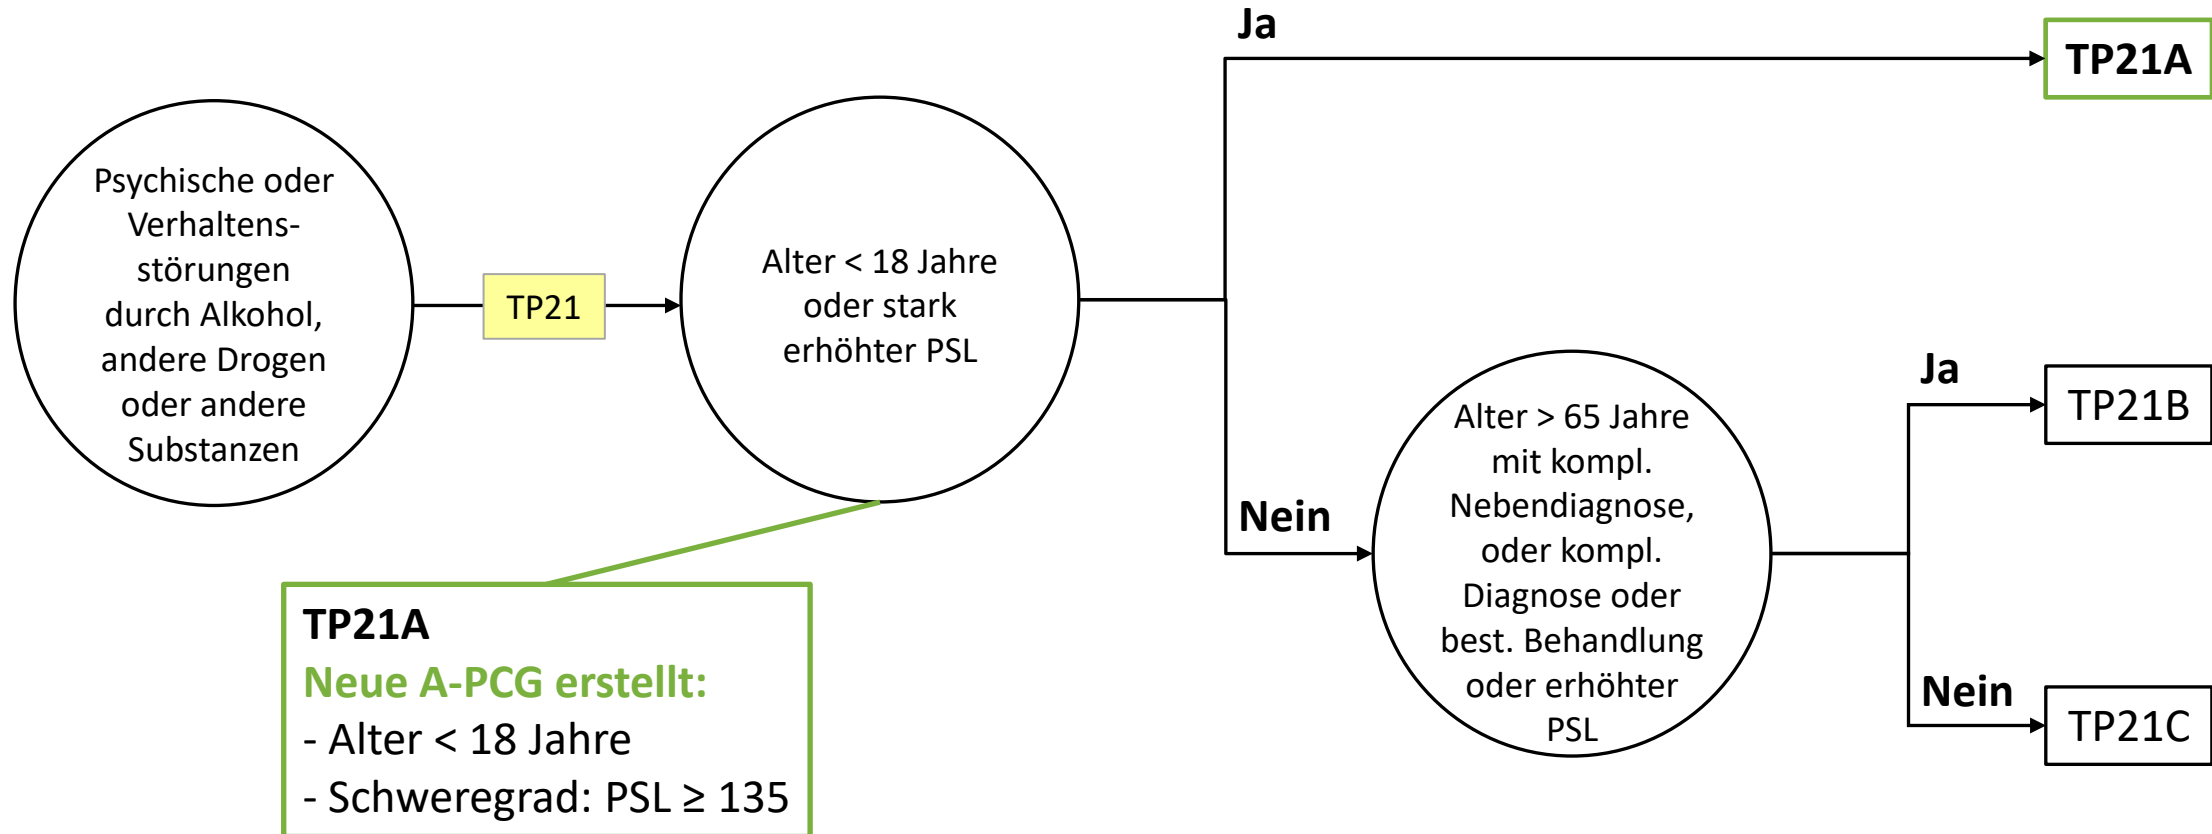 Psychische oder
Verhaltens-
störungen
durch Alkohol,
andere Drogen
oder andere
Substanzen
TP21
Alter < 18 Jahre
oder stark
erhöhter PSL
Ja
TP21A
Nein
Alter > 65 Jahre
mit kompl.
Nebendiagnose,
oder kompl.
Diagnose oder
best. Behandlung
oder erhöhter
PSL
Ja
TP21B
Nein
TP21C
TP21A
Neue A-PCG erstellt:
- Alter < 18 Jahre
- Schweregrad: PSL ≥ 135